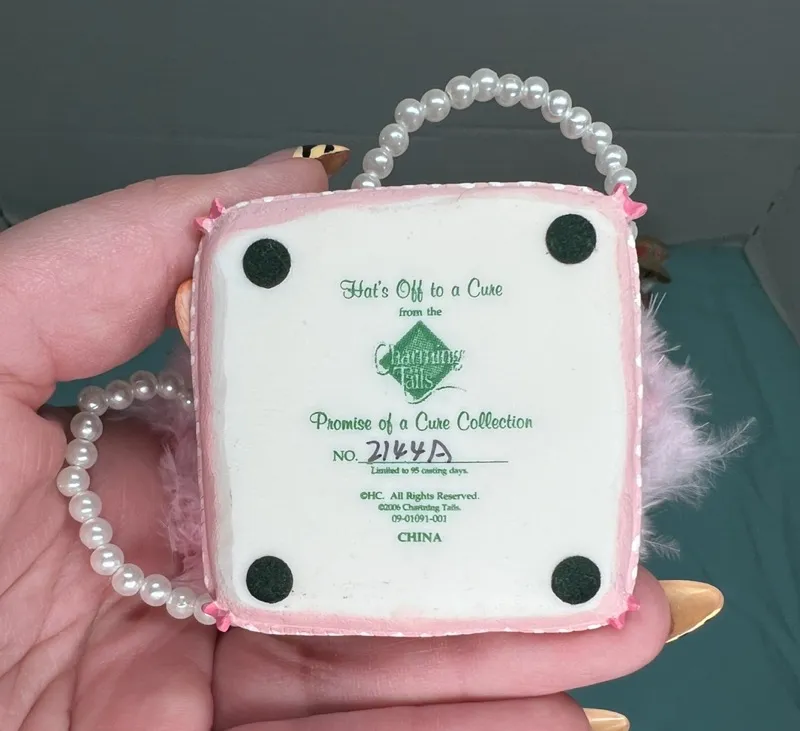 Hat's Off to a Cure
from the
Charming
Tails
Promise of a Cure Collection
NO. 2144A
Limited to 95 casting days.
©HC. All Rights Reserved.
©2006 Charming Tails.
09-01091-001
CHINA